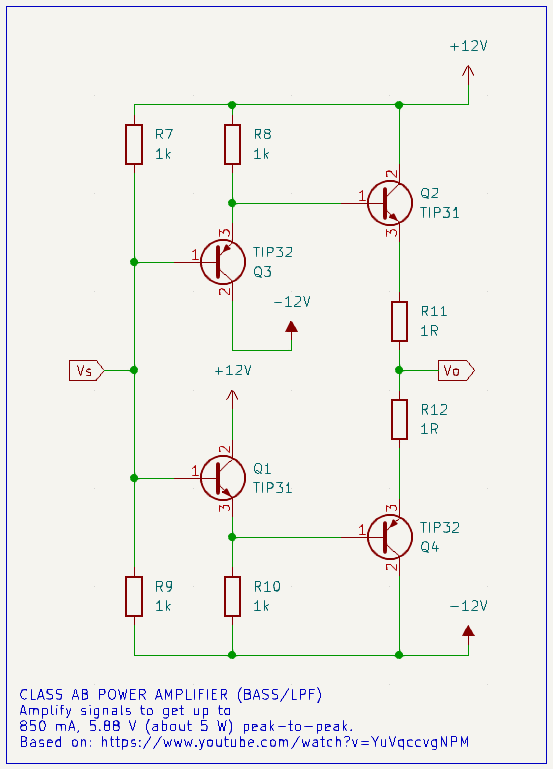 +12V
R7
1k
R8
1k
2
Q2
TIP31
1
3
3
TIP32
Q3
1
2
-12V
R11
1R
Vs
+12V
Vo
R12
1R
2
Q1
TIP31
1
3
3
TIP32
Q4
1
2
R9
1k
R10
1k
-12V
CLASS AB POWER AMPLIFIER (BASS/LPF)
Amplify signals to get up to
850 mA, 5.88 V (about 5 W) peak-to-peak.
Based on: https://www.youtube.com/watch?v=YuVqccvgNPM